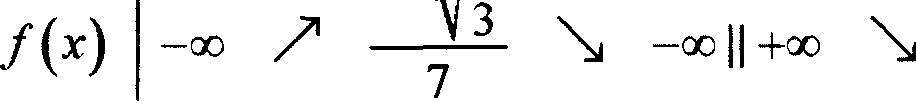 f(x) | −∞ ↗ √3/7 ↘ −∞ || +∞ ↘